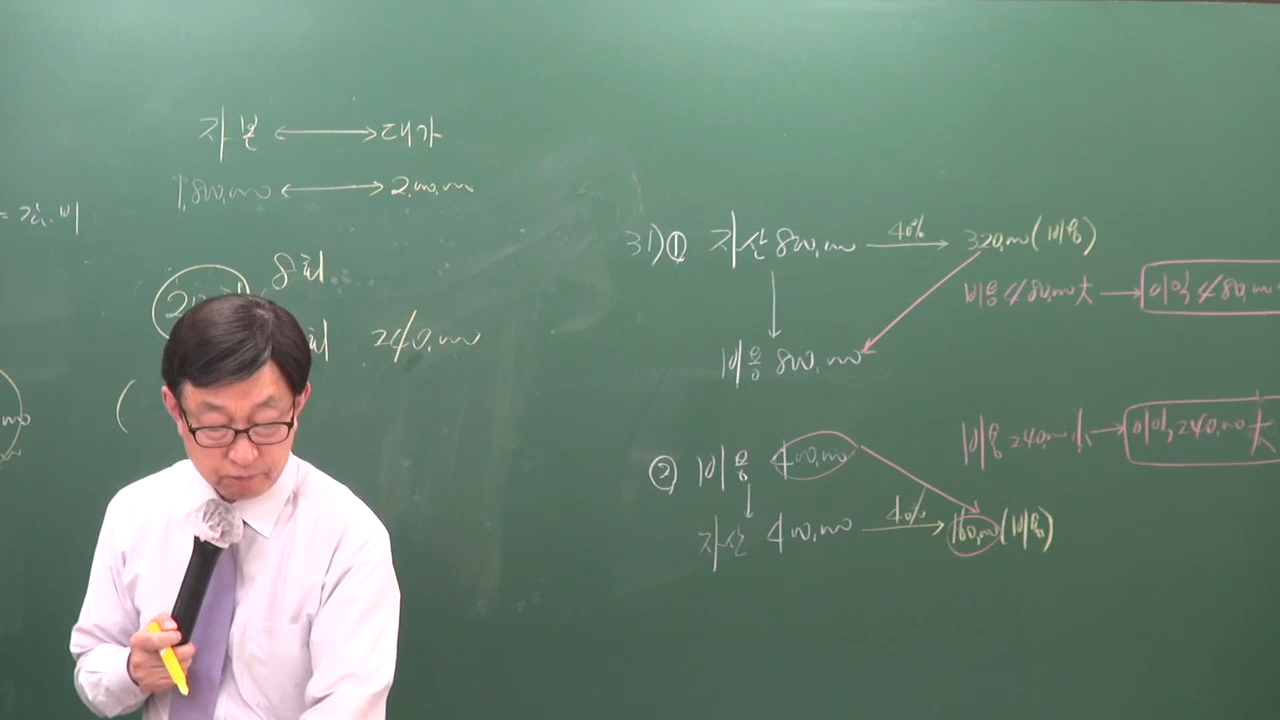 자본 ↔ 대가
1,800,000 ↔ 2,000,000
8회
240,000
31) ① 자산 800,000 → 40% 320,000 (비용)
비용 480,000 大 → 이익 480,000
비용 800,000
비용 240,000 小 → 이익 240,000 大
② 비용 400,000
자산 400,000 → 40% 160,000 (비용)